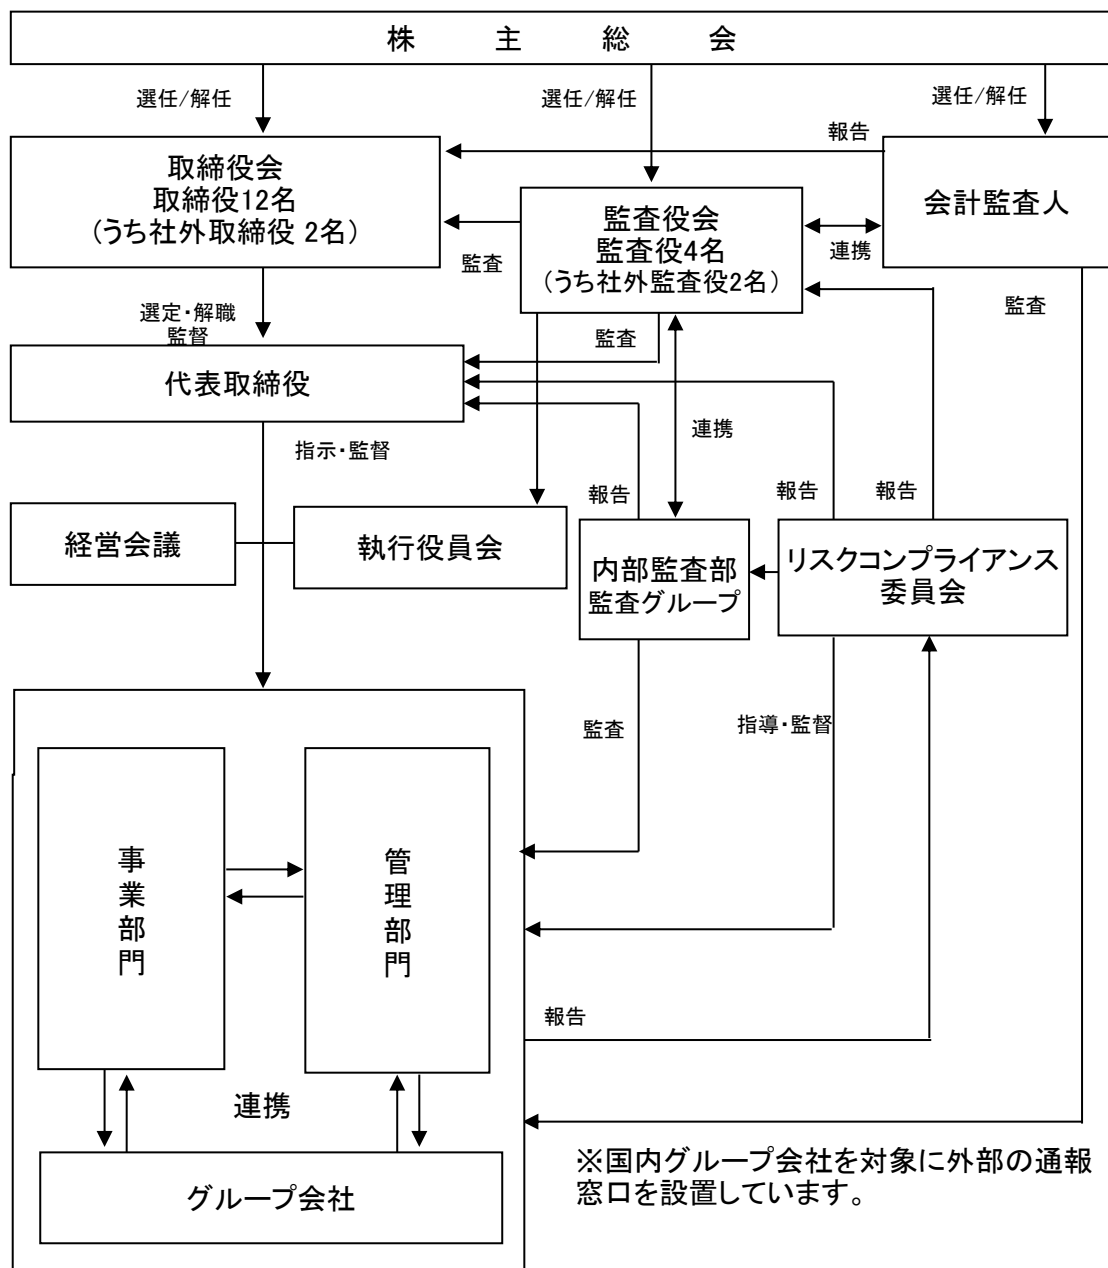 株主総会
選任/解任
選任/解任
選任/解任
報告
取締役会
取締役12名
(うち社外取締役 2名)
監査役会
監査役4名
(うち社外監査役2名)
会計監査人
監査
連携
選定・解職
監督
監査
監査
代表取締役
指示・監督
連携
報告
報告
報告
経営会議
執行役員会
内部監査部
監査グループ
リスクコンプライアンス
委員会
監査
指導・監督
事業部門
管理部門
報告
連携
グループ会社
※国内グループ会社を対象に外部の通報
窓口を設置しています。